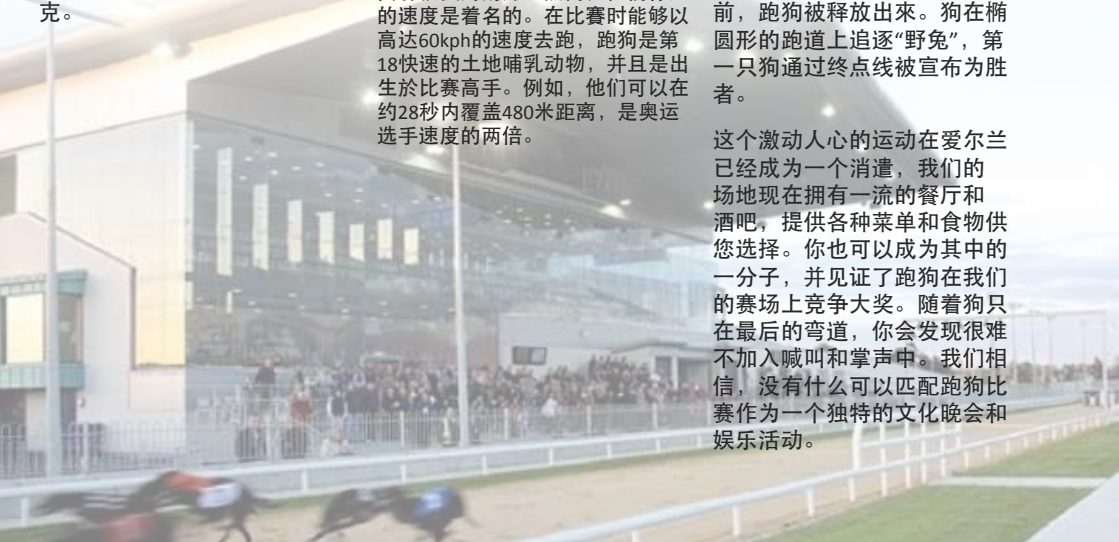 克。
的速度是着名的。在比賽时能够以
高达60kph的速度去跑，跑狗是第
18快速的土地哺乳动物，并且是出
生於比赛高手。例如，他们可以在
约28秒内覆盖480米距离，是奥运
选手速度的两倍。
前，跑狗被释放出來。狗在椭
圆形的跑道上追逐“野兔”，第
一只狗通过终点线被宣布为胜
者。
这个激动人心的运动在爱尔兰
已经成为一个消遣，我们的
场地现在拥有一流的餐厅和
酒吧，提供各种菜单和食物供
您选择。你也可以成为其中的
一分子，并见证了跑狗在我们
的赛场上竞争大奖。随着狗只
在最后的弯道，你会发现很难
不加入喊叫和掌声中。我们相
信，没有什么可以匹配跑狗比
赛作为一个独特的文化晚会和
娱乐活动。